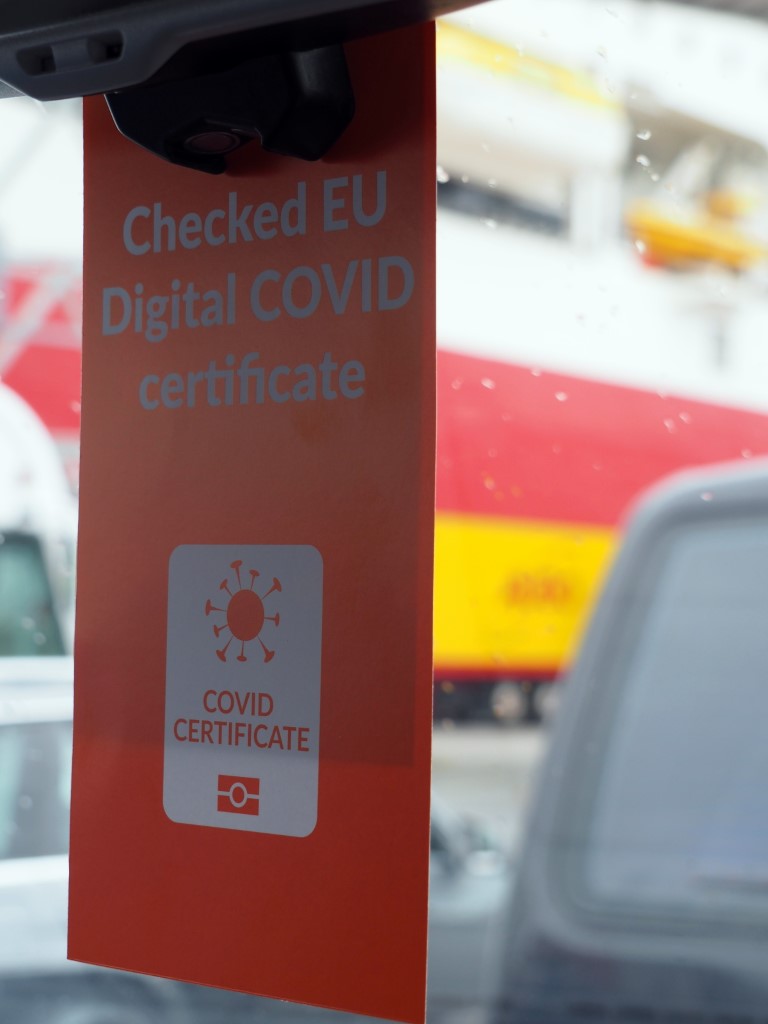 Checked EU
Digital COVID
certificate
COVID
CERTIFICATE